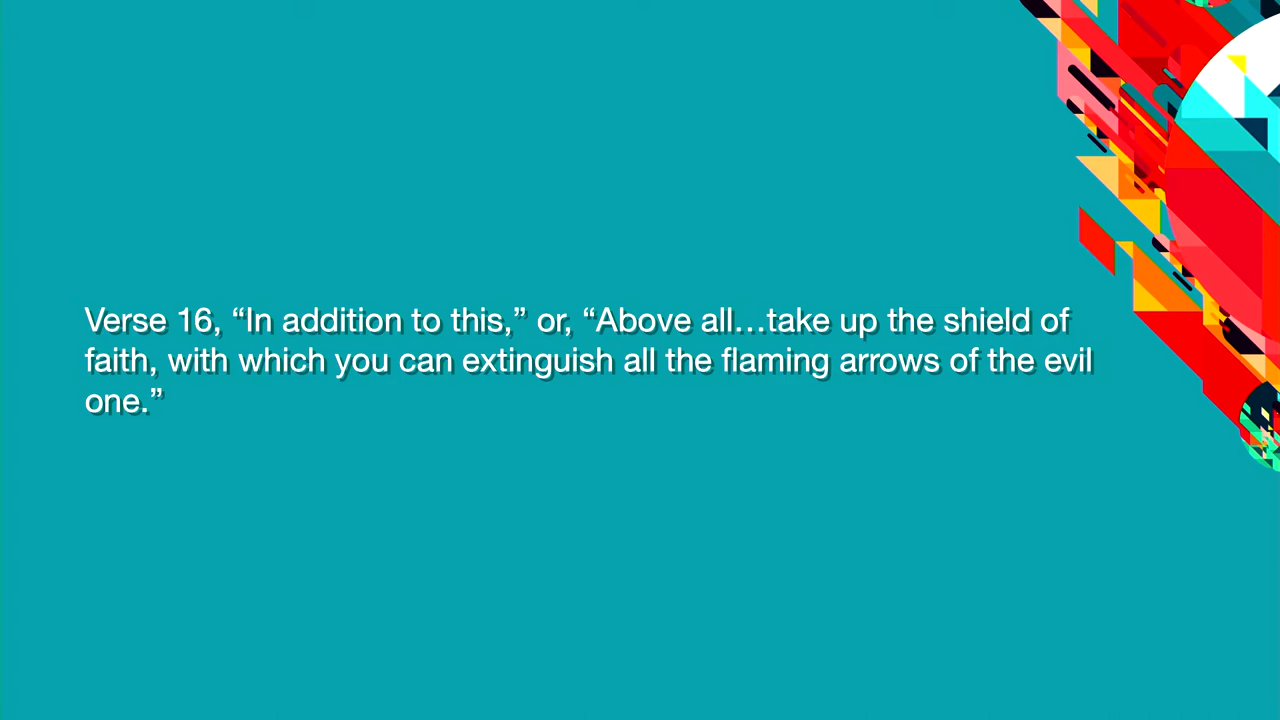 Verse 16, “In addition to this,” or, “Above all…take up the shield of
faith, with which you can extinguish all the flaming arrows of the evil
one.”